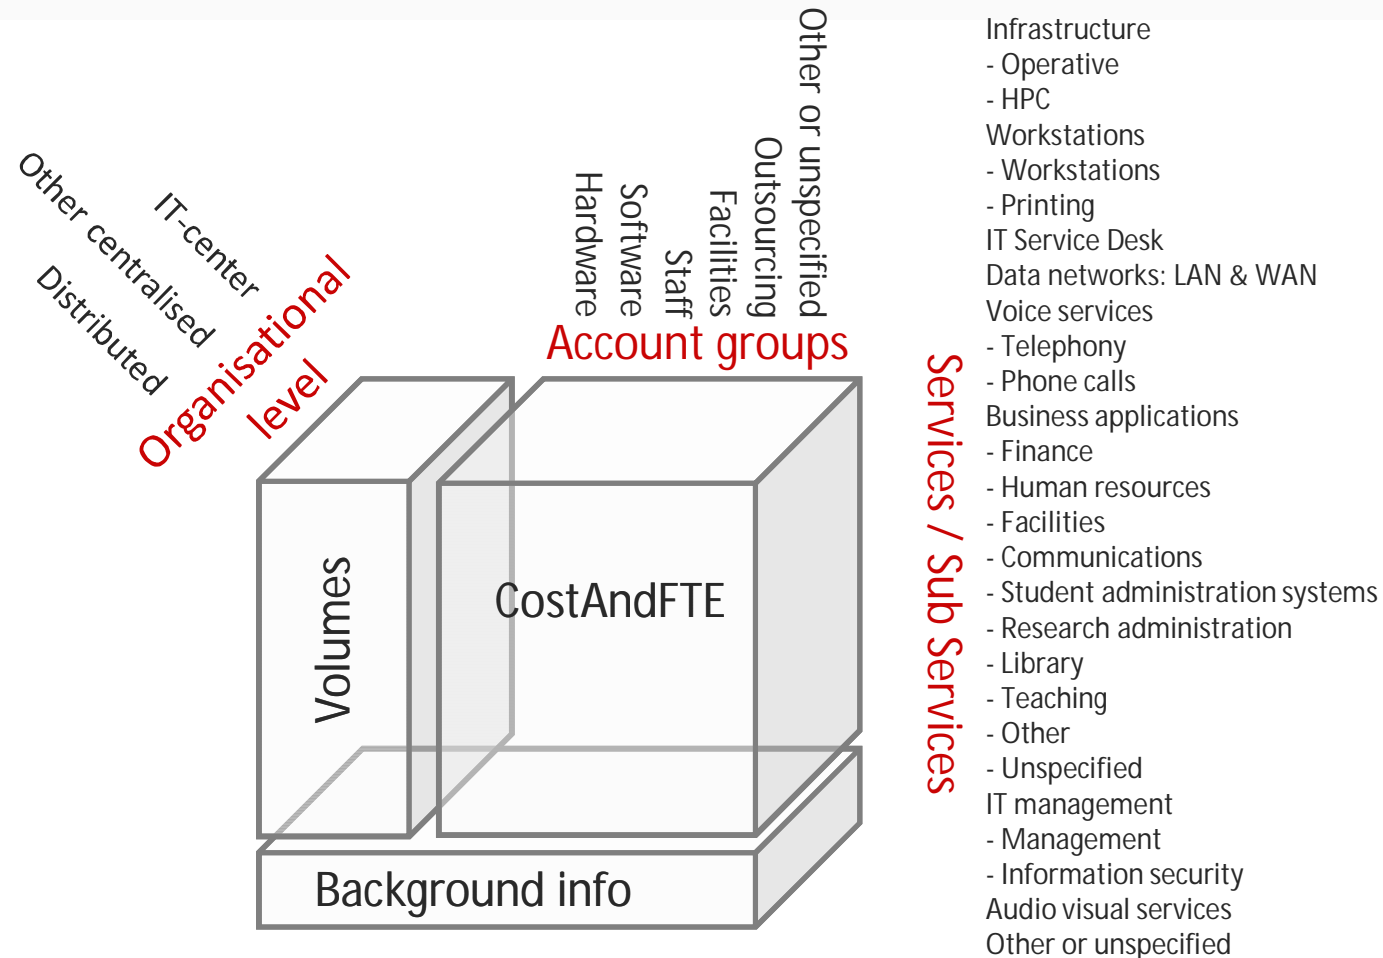 Other centralised
IT-center
Distributed
Organisational
level
Hardware
Software
Staff
Facilities
Outsourcing
Other or unspecified
Account groups
Volumes
CostAndFTE
Background info
Services / Sub Services
Infrastructure
- Operative
- HPC
Workstations
- Workstations
- Printing
IT Service Desk
Data networks: LAN & WAN
Voice services
- Telephony
- Phone calls
Business applications
- Finance
- Human resources
- Facilities
- Communications
- Student administration systems
- Research administration
- Library
- Teaching
- Other
- Unspecified
IT management
- Management
- Information security
Audio visual services
Other or unspecified